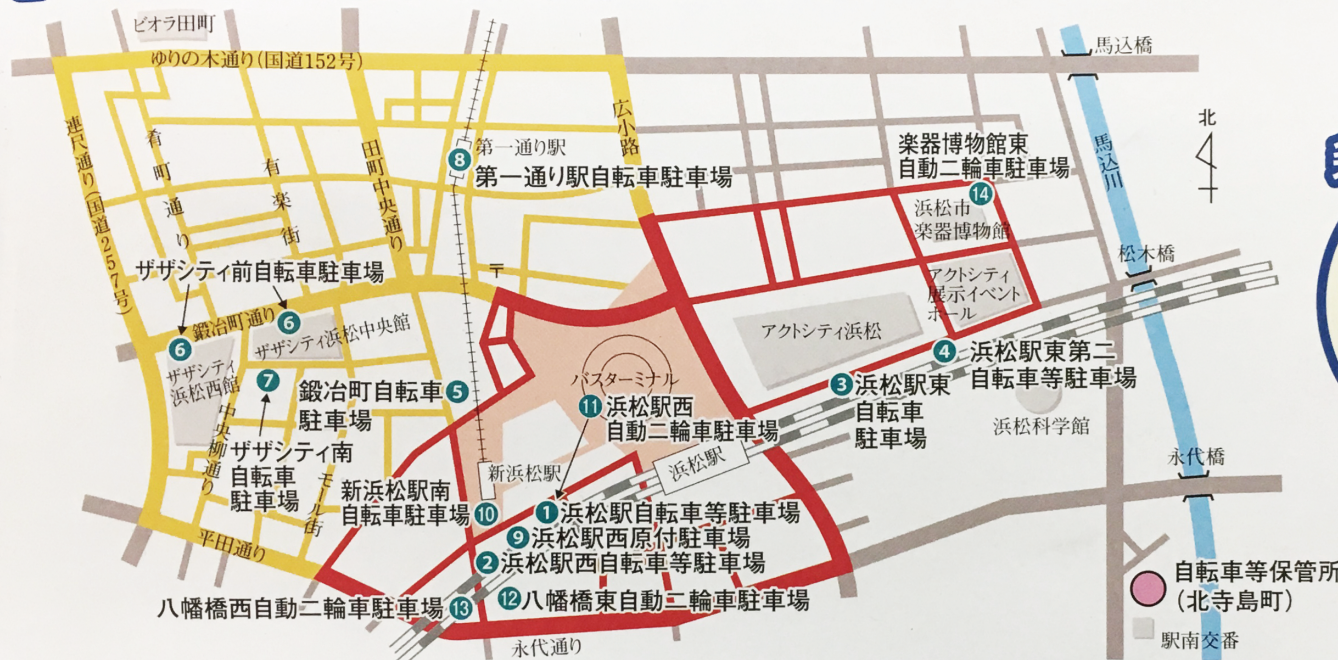 ビオラ田町
ゆりの木通り(国道152号)
馬込橋
北
連尺通り(国道257号)
肴町通り
有楽街
田町中央通り
広小路
馬込川
8
第一通り駅
第一通り駅自転車駐車場
楽器博物館東
自動二輪車駐車場
14
浜松市
楽器博物館
〒
松木橋
ザザシティ前自転車駐車場
アクトシティ
展示イベント
ホール
鍛冶町通り
6
6
ザザシティ浜松中央館
アクトシティ浜松
ザザシティ
浜松西館
7
鍛冶町自転車
駐車場
5
バスターミナル
4
浜松駅東第二
自転車等駐車場
3
浜松駅東
自転車
駐車場
11
浜松駅西
自動二輪車駐車場
浜松科学館
中央柳通り
ザザシティ南
自転車
駐車場
モール街
新浜松駅
浜松駅
永代橋
新浜松駅南
自転車駐車場
10
1
浜松駅自転車等駐車場
9
浜松駅西原付駐車場
2
浜松駅西自転車等駐車場
平田通り
八幡橋西自動二輪車駐車場
13
12
八幡橋東自動二輪車駐車場
永代通り
自転車等保管所
(北寺島町)
駅南交番